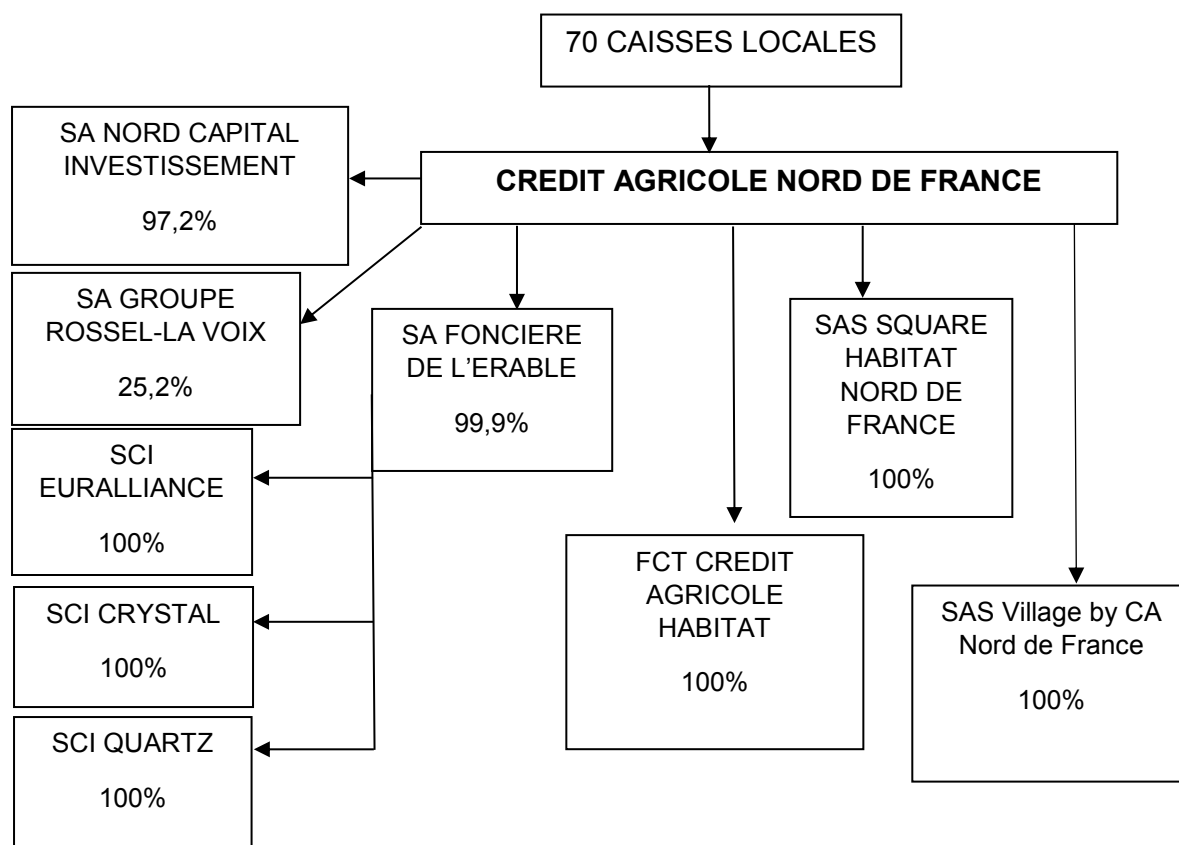 70 CAISSES LOCALES
SA NORD CAPITAL
INVESTISSEMENT
97,2%
CREDIT AGRICOLE NORD DE FRANCE
SA GROUPE
ROSSEL-LA VOIX
25,2%
SA FONCIERE
DE L’ERABLE
99,9%
SAS SQUARE
HABITAT
NORD DE
FRANCE
100%
SCI
EURALLIANCE
100%
FCT CREDIT
AGRICOLE
HABITAT
100%
SAS Village by CA
Nord de France
100%
SCI CRYSTAL
100%
SCI QUARTZ
100%